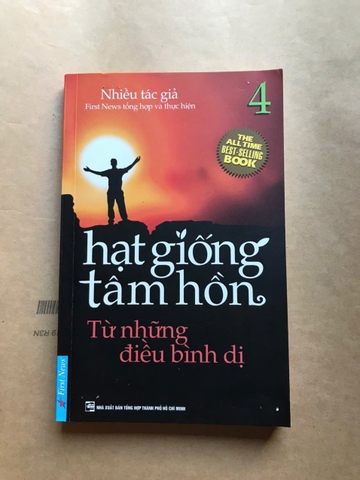 Nhiều tác giả
First News tổng hợp và thực hiện
4
THE
ALL TIME
BEST-SELLING
BOOK
hạt giống
tâm hồn
Từ những
điều bình dị
First News
NHÀ XUẤT BẢN TỔNG HỢP THÀNH PHỐ HỒ CHÍ MINH